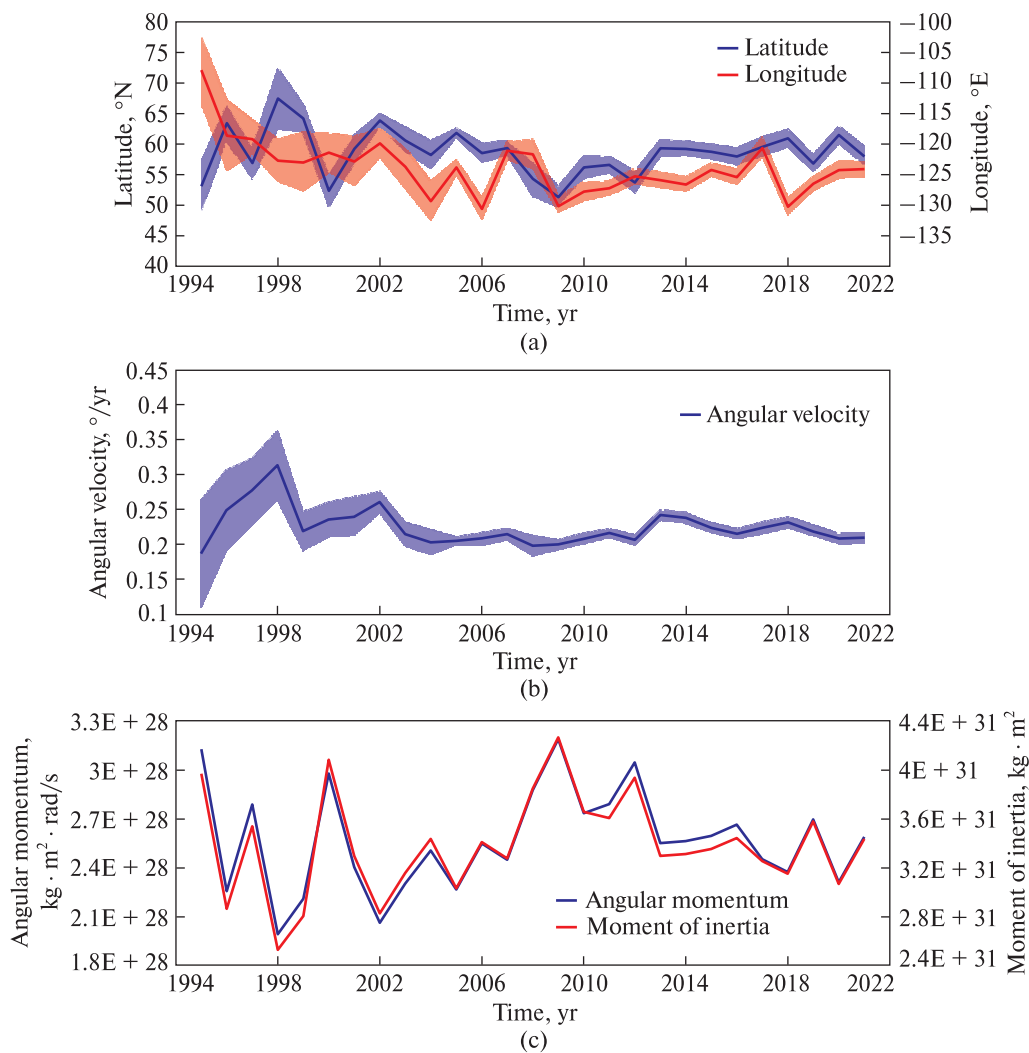 80
75
70
65
60
55
50
45
40
Latitude, °N
−100
−105
−110
−115
−120
−125
−130
−135
Longitude, °E
Latitude
Longitude
1994 1998 2002 2006 2010 2014 2018 2022
Time, yr
(a)
0.45
0.4
0.35
0.3
0.25
0.2
0.15
0.1
Angular velocity, °/yr
Angular velocity
1994 1998 2002 2006 2010 2014 2018 2022
Time, yr
(b)
3.3E + 28
3E + 28
2.7E + 28
2.4E + 28
2.1E + 28
1.8E + 28
Angular momentum,
kg · m² · rad/s
4.4E + 31
4E + 31
3.6E + 31
3.2E + 31
2.8E + 31
2.4E + 31
Moment of inertia, kg · m²
Angular momentum
Moment of inertia
1994 1998 2002 2006 2010 2014 2018 2022
Time, yr
(c)